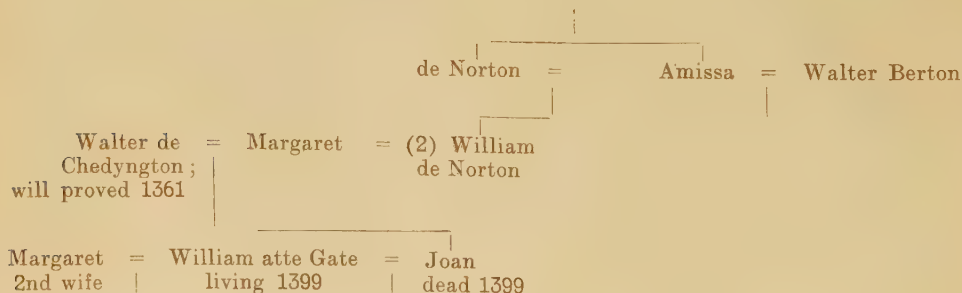 de Norton = Amissa = Walter Berton
Walter de = Margaret = (2) William
Chedyngton; de Norton
will proved 1361
Margaret = William atte Gate = Joan
2nd wife living 1399 dead 1399